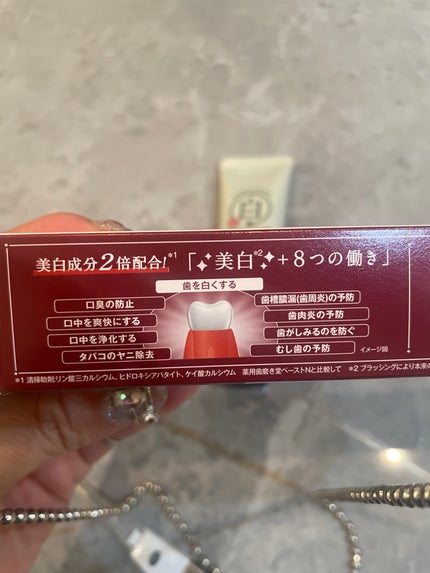 美白成分2倍配合!*1 「美白*2+8つの働き」
歯を白くする
口臭の防止
口中を爽快にする
口中を浄化する
タバコのヤニ除去
歯槽膿漏(歯周炎)の予防
歯肉炎の予防
歯がしみるのを防ぐ
むし歯の予防
イメージ図
*1 清掃助剤:リン酸三カルシウム、ヒドロキシアパタイト、ケイ酸カルシウム 薬用歯磨き堂ペーストNと比較して *2 ブラッシングにより本来の